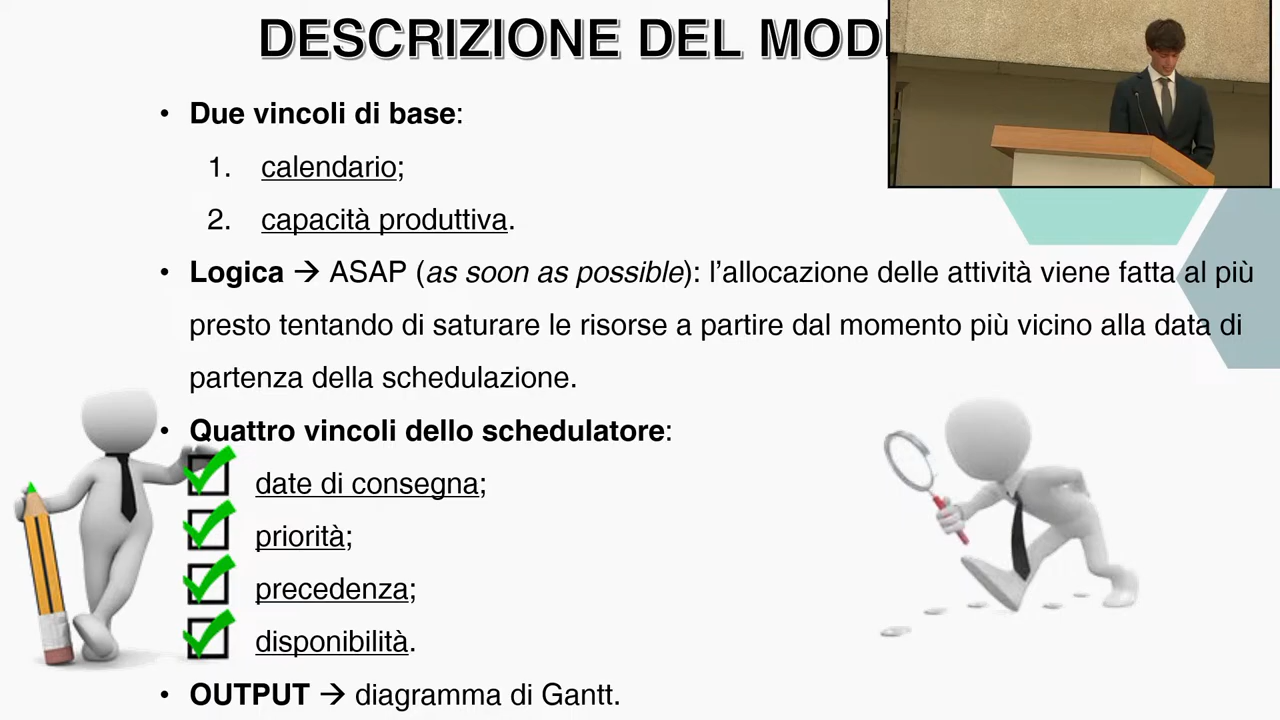 DESCRIZIONE DEL
• Due vincoli di base:
1. calendario;
2. capacità produttiva.
• Logica → ASAP (as soon as possible): l’allocazione delle attività viene fatta al più
presto tentando di saturare le risorse a partire dal momento più vicino alla data di
partenza della schedulazione.
• Quattro vincoli dello schedulatore:
date di consegna;
priorità;
precedenza;
disponibilità.
• OUTPUT → diagramma di Gantt.